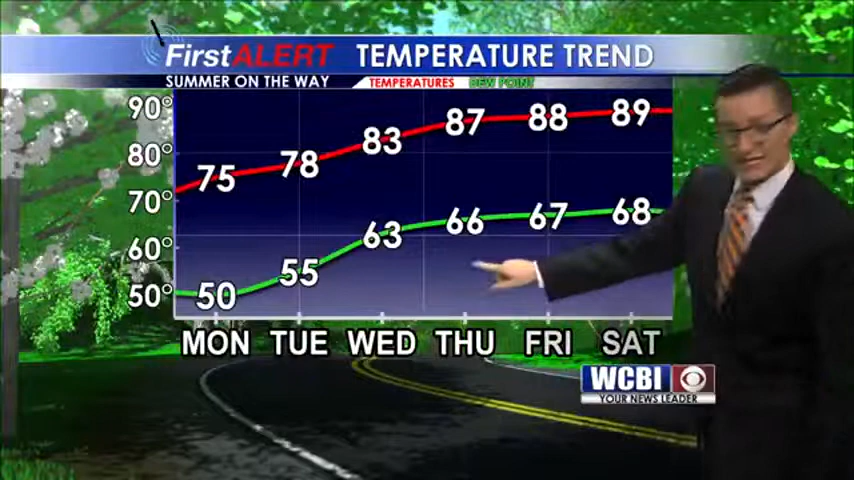 FirstALERT TEMPERATURE TREND
SUMMER ON THE WAY TEMPERATURES DEW POINT
90°
80°
70°
60°
50°
75 78 83 87 88 89
50 55 63 66 67 68
MON TUE WED THU FRI SAT
WCBI
YOUR NEWS LEADER